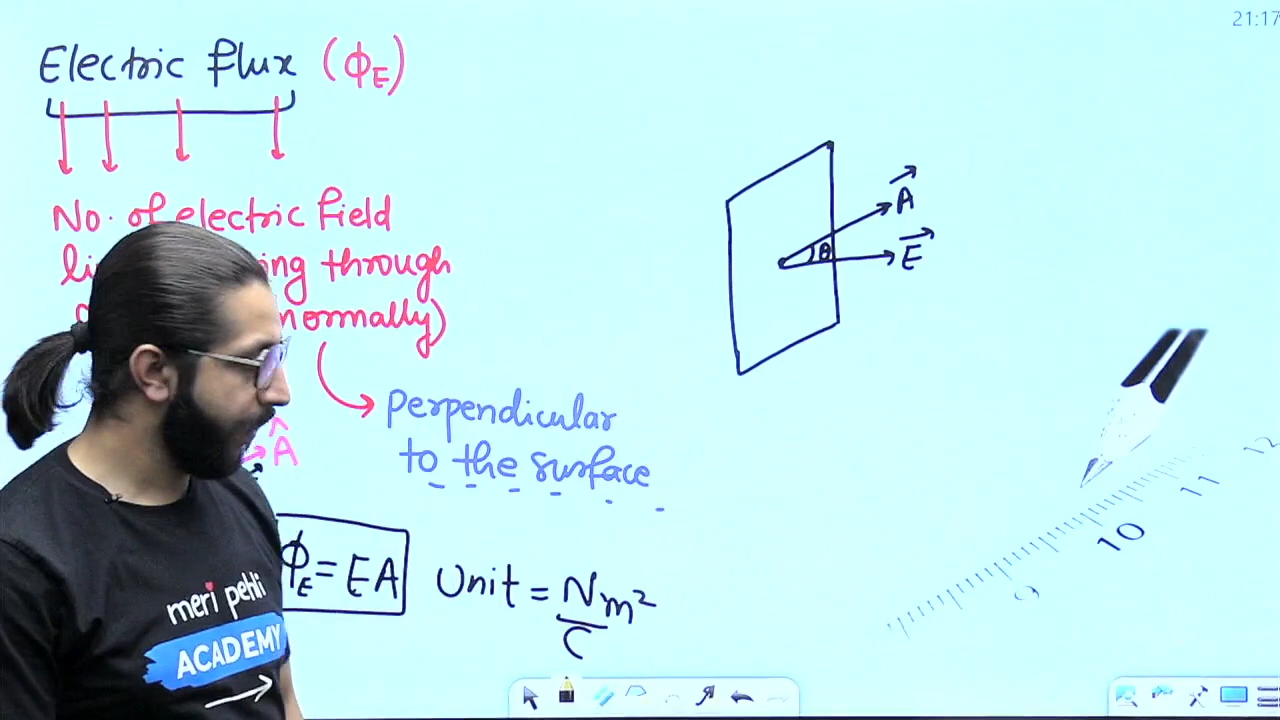 21:17
Electric flux (ϕE)
No. of electric field
through
normally)
perpendicular
to the surface
Â
ϕE = EA
Unit = Nm²/C
A⃗
θ
E⃗
9 10 11 12
meri pehli
ACADEMY